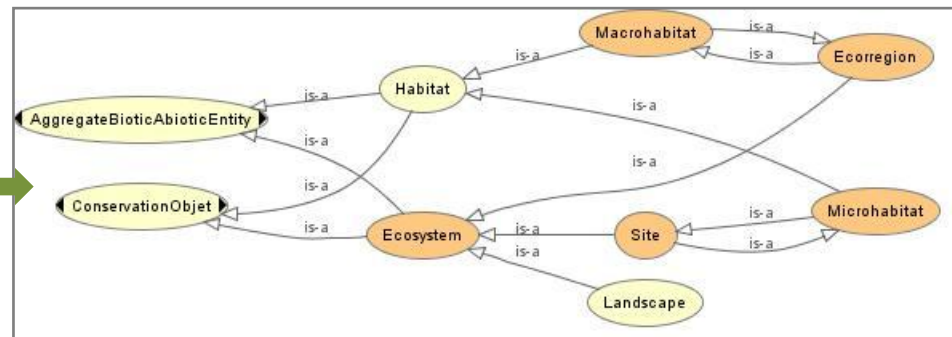 Macrohabitat
is-a
Ecorregion
is-a
is-a
Habitat
is-a
AggregateBioticAbioticEntity
is-a
is-a
is-a
is-a
ConservationObjet
is-a
Ecosystem
is-a
Site
is-a
Microhabitat
is-a
is-a
Landscape